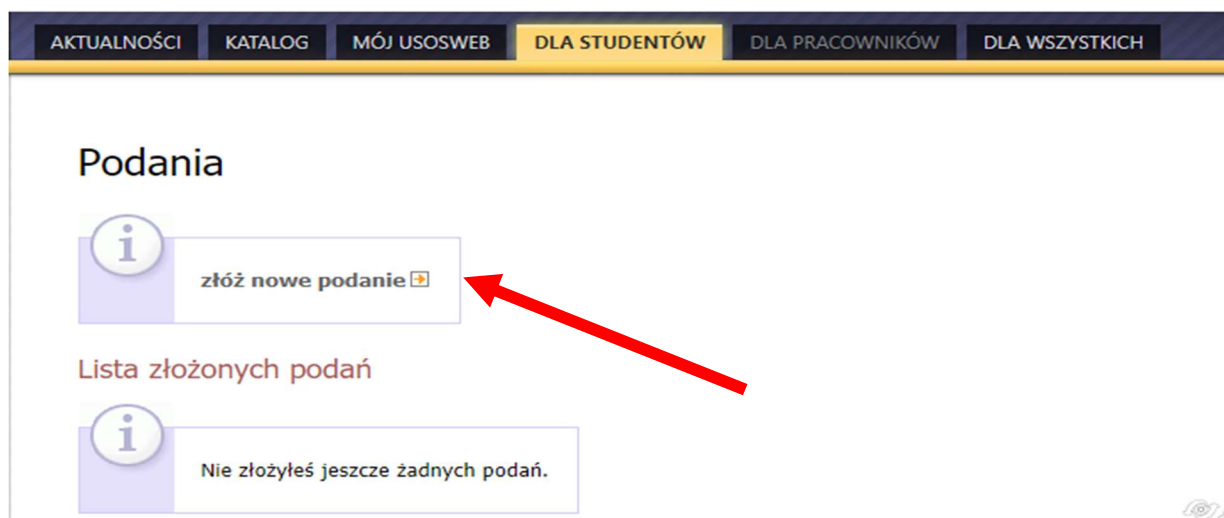 AKTUALNOŚCI KATALOG MÓJ USOSWEB DLA STUDENTÓW DLA PRACOWNIKÓW DLA WSZYSTKICH
Podania
i
złóż nowe podanie
Lista złożonych podań
i
Nie złożyłeś jeszcze żadnych podań.